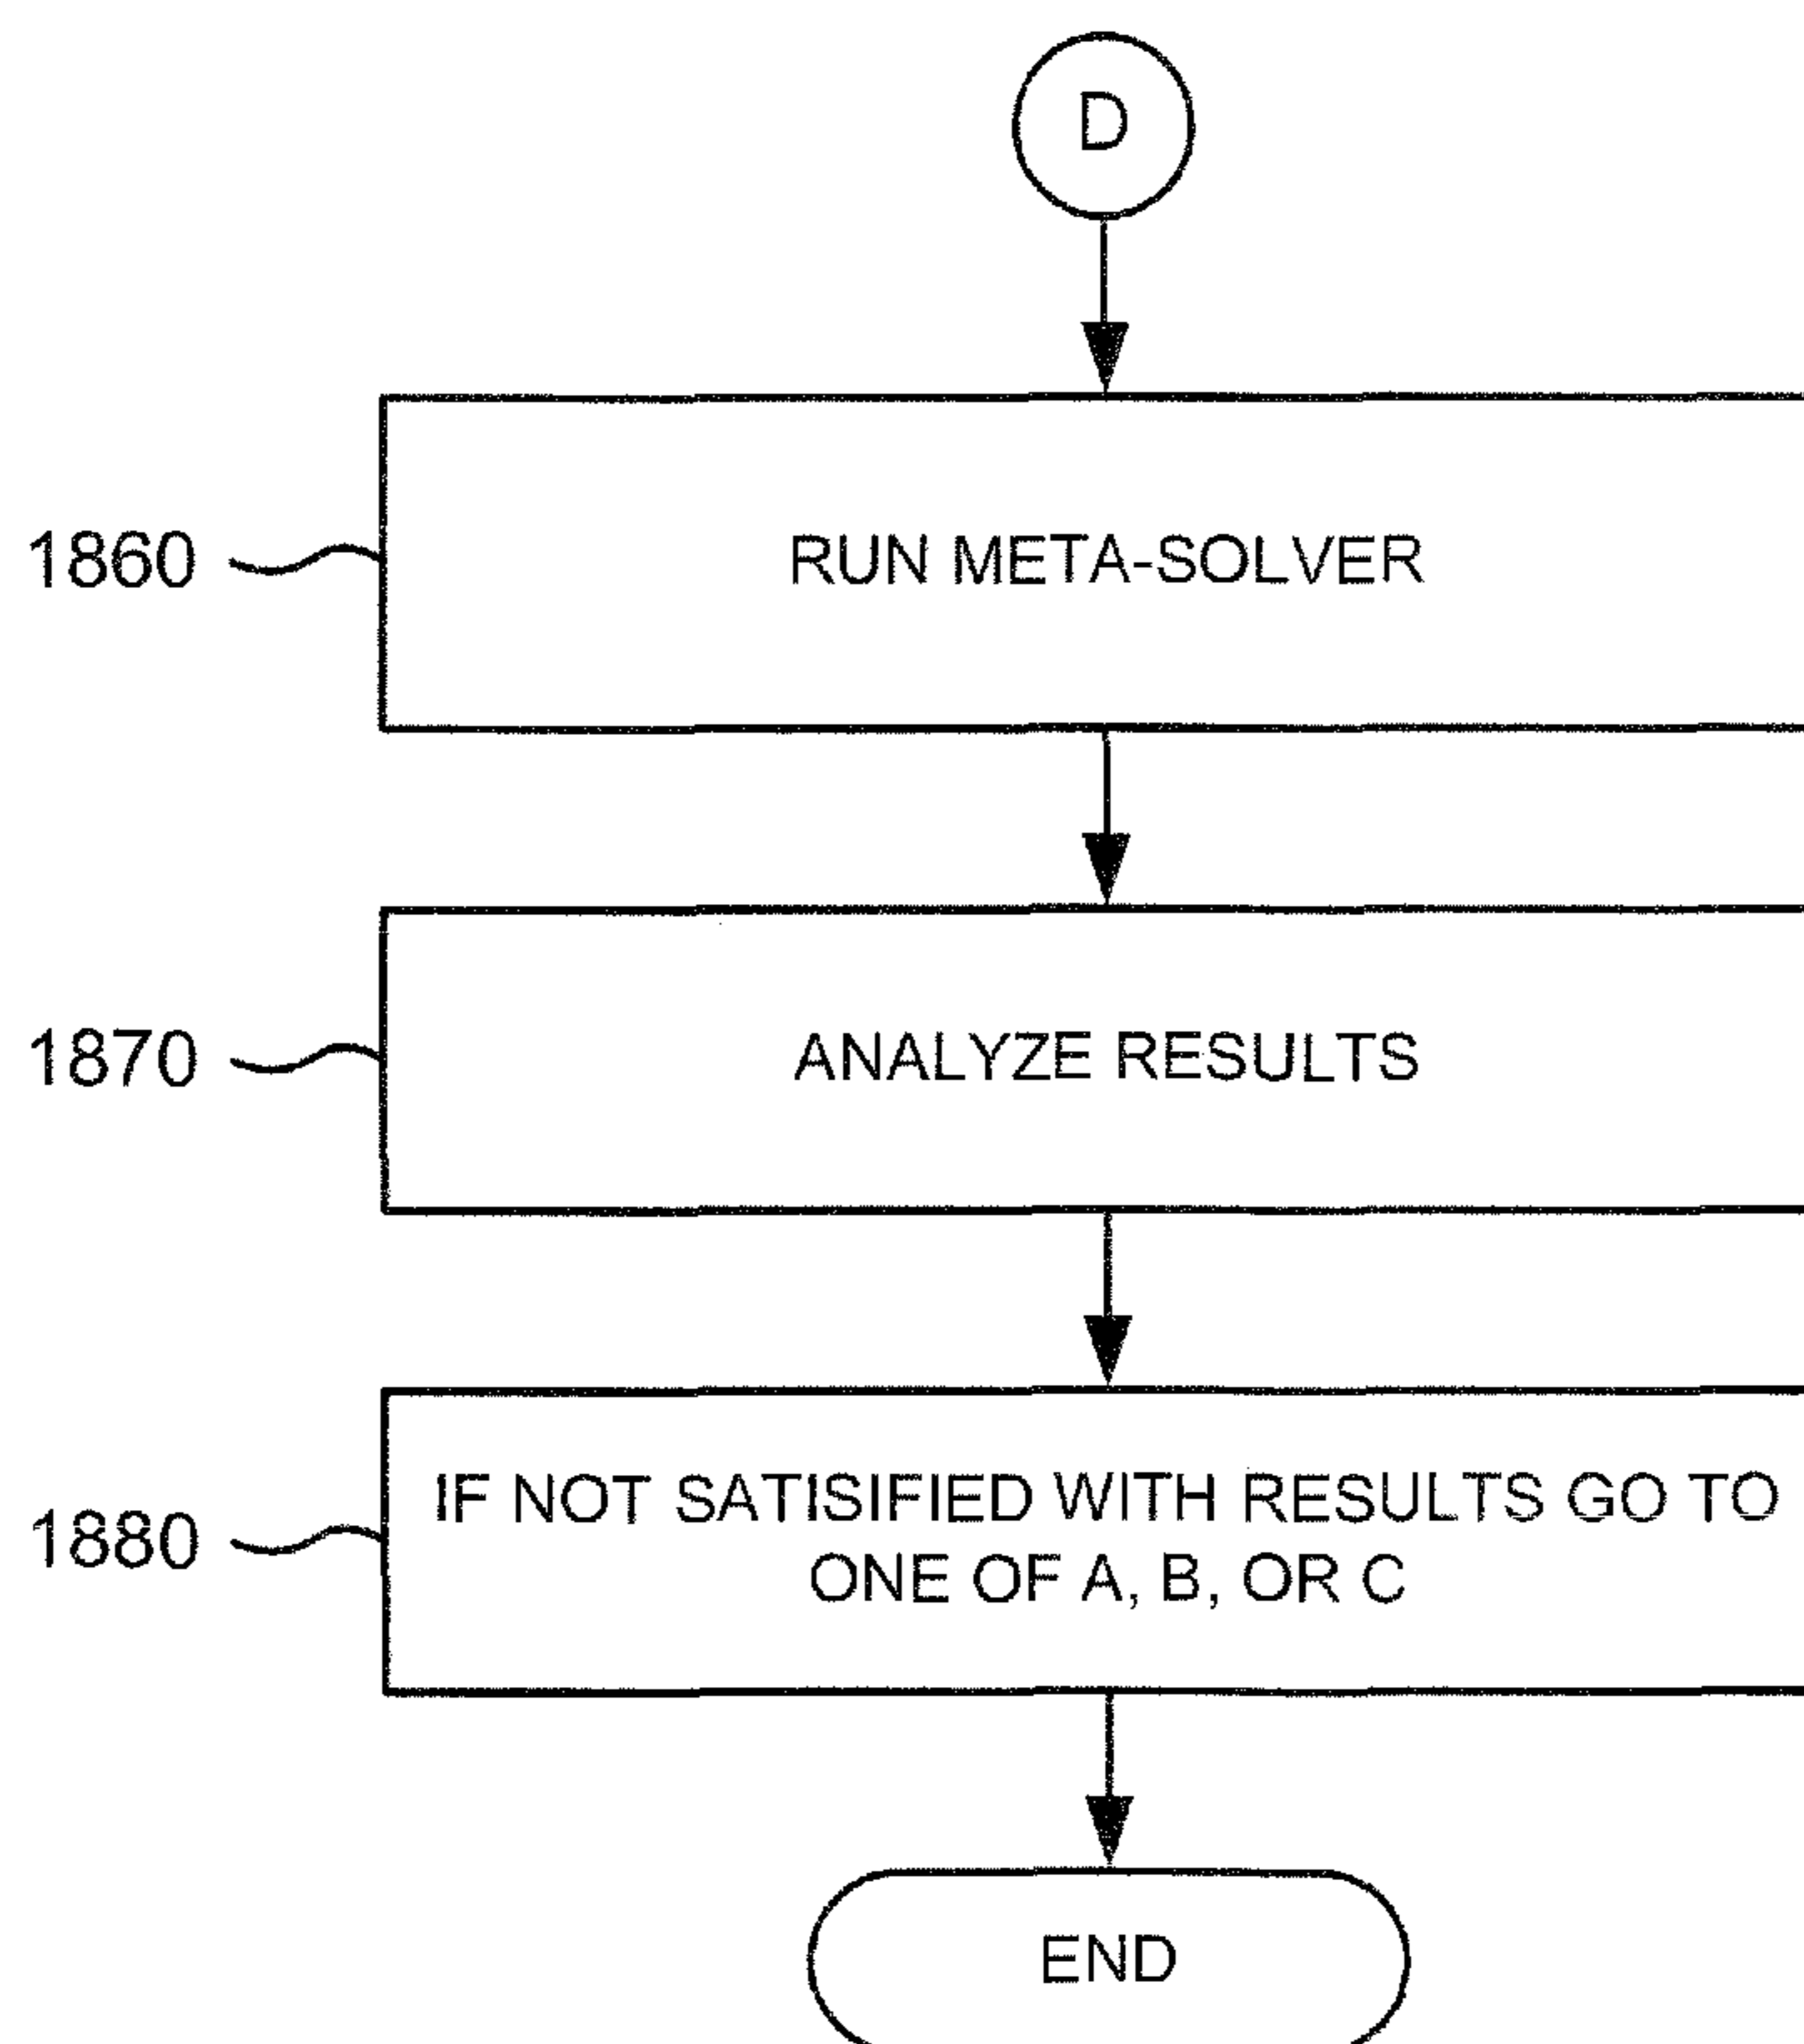 D
1860
RUN META-SOLVER
1870
ANALYZE RESULTS
1880
IF NOT SATISIFIED WITH RESULTS GO TO
ONE OF A, B, OR C
END